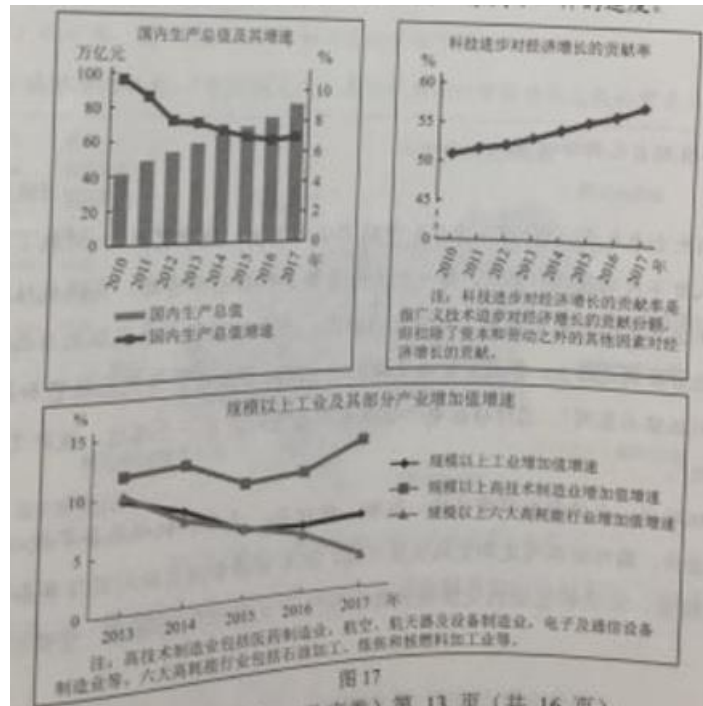 国内生产总值及其增速
万亿元
%
100
80
60
40
20
0
10
8
6
4
2
0
2010 2011 2012 2013 2014 2015 2016 2017 年
国内生产总值
国内生产总值增速
科技进步对经济增长的贡献率
%
60
55
50
45
0
2010 2011 2012 2013 2014 2015 2016 2017 年
注：科技进步对经济增长的贡献率是
指广义技术进步对经济增长的贡献份额，
即扣除了资本和劳动之外的其他因素对经
济增长的贡献。
规模以上工业及其部分产业增加值增速
%
15
10
5
0
2013 2014 2015 2016 2017 年
规模以上工业增加值增速
规模以上高技术制造业增加值增速
规模以上六大高耗能行业增加值增速
注：高技术制造业包括医药制造业，航空、航天器及设备制造业，电子及通信设备
制造业等，六大高耗能行业包括石油加工、炼焦和核燃料加工业等。
图17
第 13 页（共 16 页）